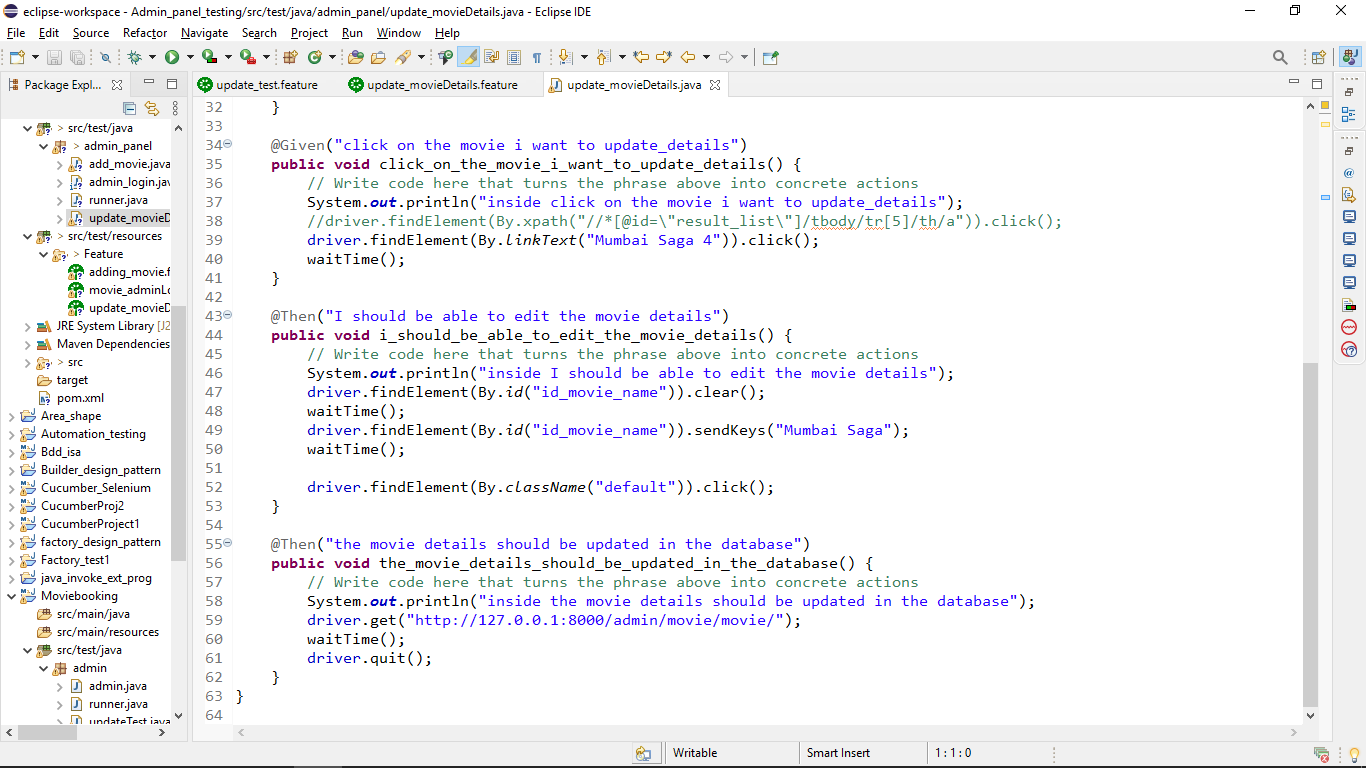 eclipse-workspace - Admin_panel_testing/src/test/java/admin_panel/update_movieDetails.java - Eclipse IDE
File Edit Source Refactor Navigate Search Project Run Window Help
Package Expl...
update_test.feature
update_movieDetails.feature
update_movieDetails.java
> src/test/java
> admin_panel
add_movie.java
admin_login.jav
runner.java
update_movieD
> src/test/resources
> Feature
adding_movie.f
movie_adminLo
update_movieD
JRE System Library [J2
Maven Dependencies
> src
target
pom.xml
Area_shape
Automation_testing
Bdd_isa
Builder_design_pattern
Cucumber_Selenium
CucumberProj2
CucumberProject1
factory_design_pattern
Factory_test1
java_invoke_ext_prog
Moviebooking
src/main/java
src/main/resources
src/test/java
admin
admin.java
runner.java
updateTest.java
32 }
33
34 @Given("click on the movie i want to update_details")
35 public void click_on_the_movie_i_want_to_update_details() {
36 // Write code here that turns the phrase above into concrete actions
37 System.out.println("inside click on the movie i want to update_details");
38 //driver.findElement(By.xpath("//*[@id=\"result_list\"]/tbody/tr[5]/th/a")).click();
39 driver.findElement(By.linkText("Mumbai Saga 4")).click();
40 waitTime();
41 }
42
43 @Then("I should be able to edit the movie details")
44 public void i_should_be_able_to_edit_the_movie_details() {
45 // Write code here that turns the phrase above into concrete actions
46 System.out.println("inside I should be able to edit the movie details");
47 driver.findElement(By.id("id_movie_name")).clear();
48 waitTime();
49 driver.findElement(By.id("id_movie_name")).sendKeys("Mumbai Saga");
50 waitTime();
51
52 driver.findElement(By.className("default")).click();
53 }
54
55 @Then("the movie details should be updated in the database")
56 public void the_movie_details_should_be_updated_in_the_database() {
57 // Write code here that turns the phrase above into concrete actions
58 System.out.println("inside the movie details should be updated in the database");
59 driver.get("http://127.0.0.1:8000/admin/movie/movie/");
60 waitTime();
61 driver.quit();
62 }
63 }
64
Writable
Smart Insert
1 : 1 : 0